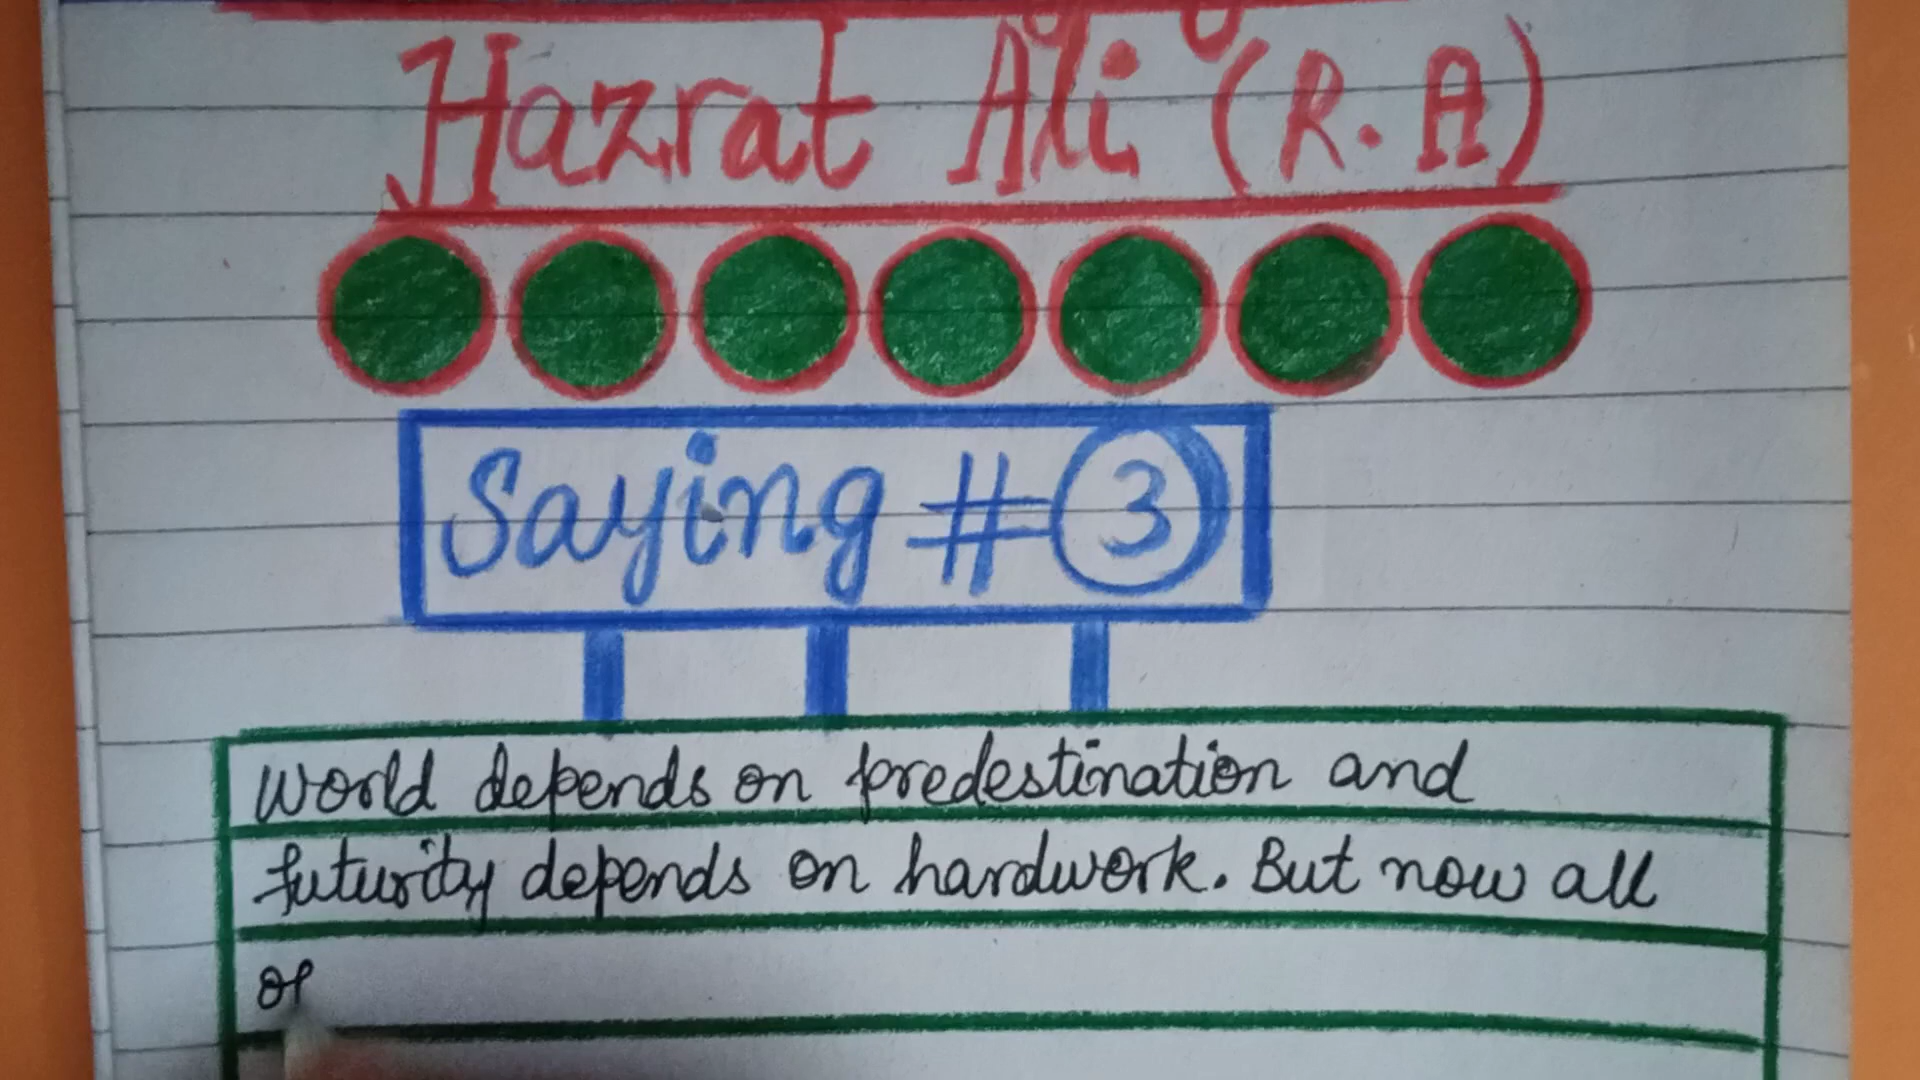 Hazrat Ali (R.A)
Saying # 3
World depends on predestination and
futurity depends on hardwork. But now all
of